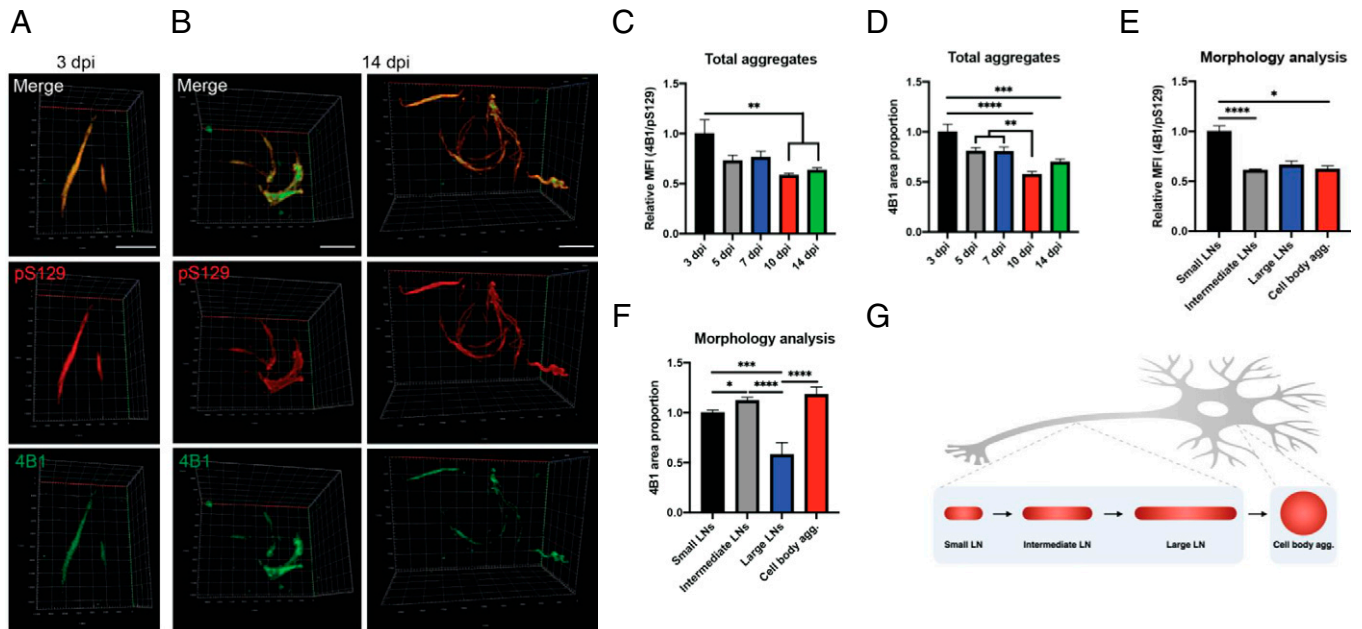 A
B
3 dpi
14 dpi
Merge
Merge
pS129
pS129
4B1
4B1
C
Total aggregates
Relative MFI (4B1/pS129)
1.5
1.0
0.5
0.0
**
3 dpi
5 dpi
7 dpi
10 dpi
14 dpi
D
Total aggregates
4B1 area proportion
1.5
1.0
0.5
0.0
***
****
**
3 dpi
5 dpi
7 dpi
10 dpi
14 dpi
E
Morphology analysis
Relative MFI (4B1/pS129)
1.5
1.0
0.5
0.0
*
****
Small LNs
Intermediate LNs
Large LNs
Cell body agg.
F
Morphology analysis
4B1 area proportion
1.5
1.0
0.5
0.0
***
* **** ****
Small LNs
Intermediate LNs
Large LNs
Cell body agg.
G
Small LN Intermediate LN Large LN Cell body agg.